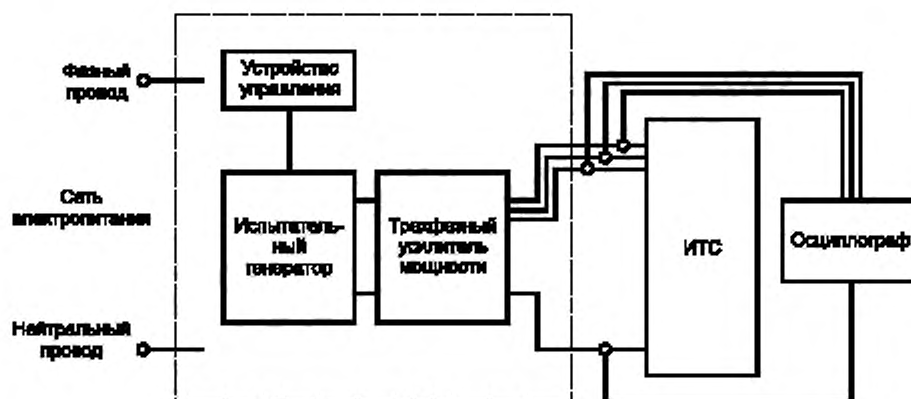 Устройство
управления
Фазный
провод
Сеть
электропитания
Испытатель-
ный
генератор
Трехфазный
усилитель
мощности
ИТС
Осциллограф
Нейтральный
провод